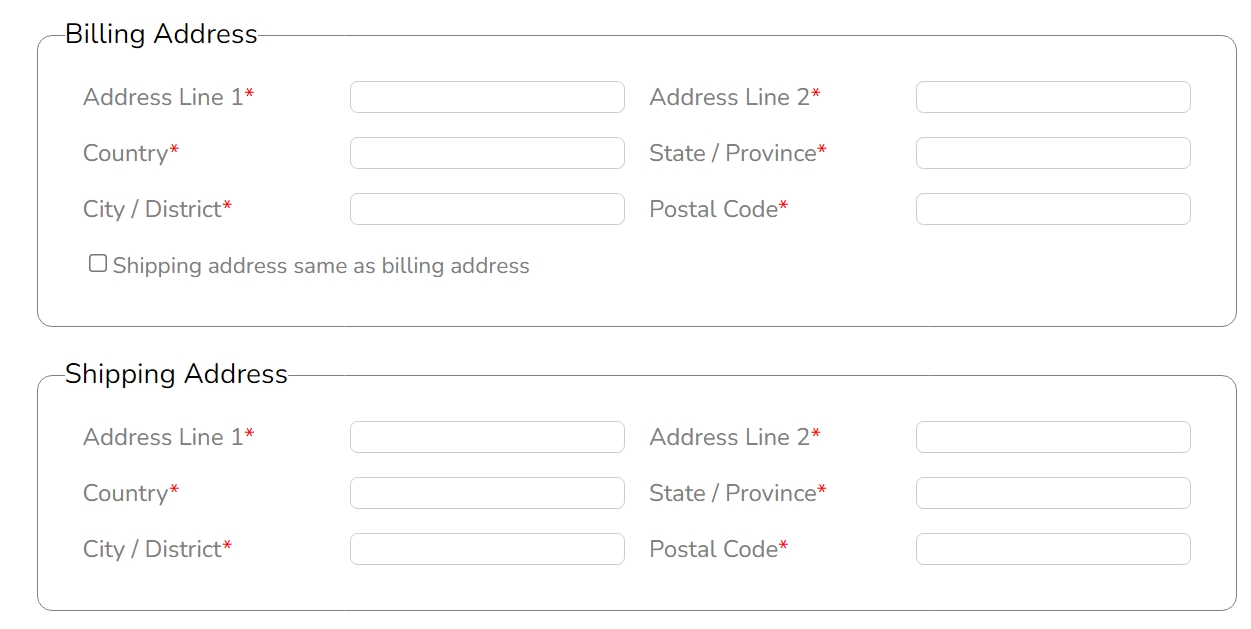 Billing Address
Address Line 1* Address Line 2*
Country* State / Province*
City / District* Postal Code*
Shipping address same as billing address
Shipping Address
Address Line 1* Address Line 2*
Country* State / Province*
City / District* Postal Code*